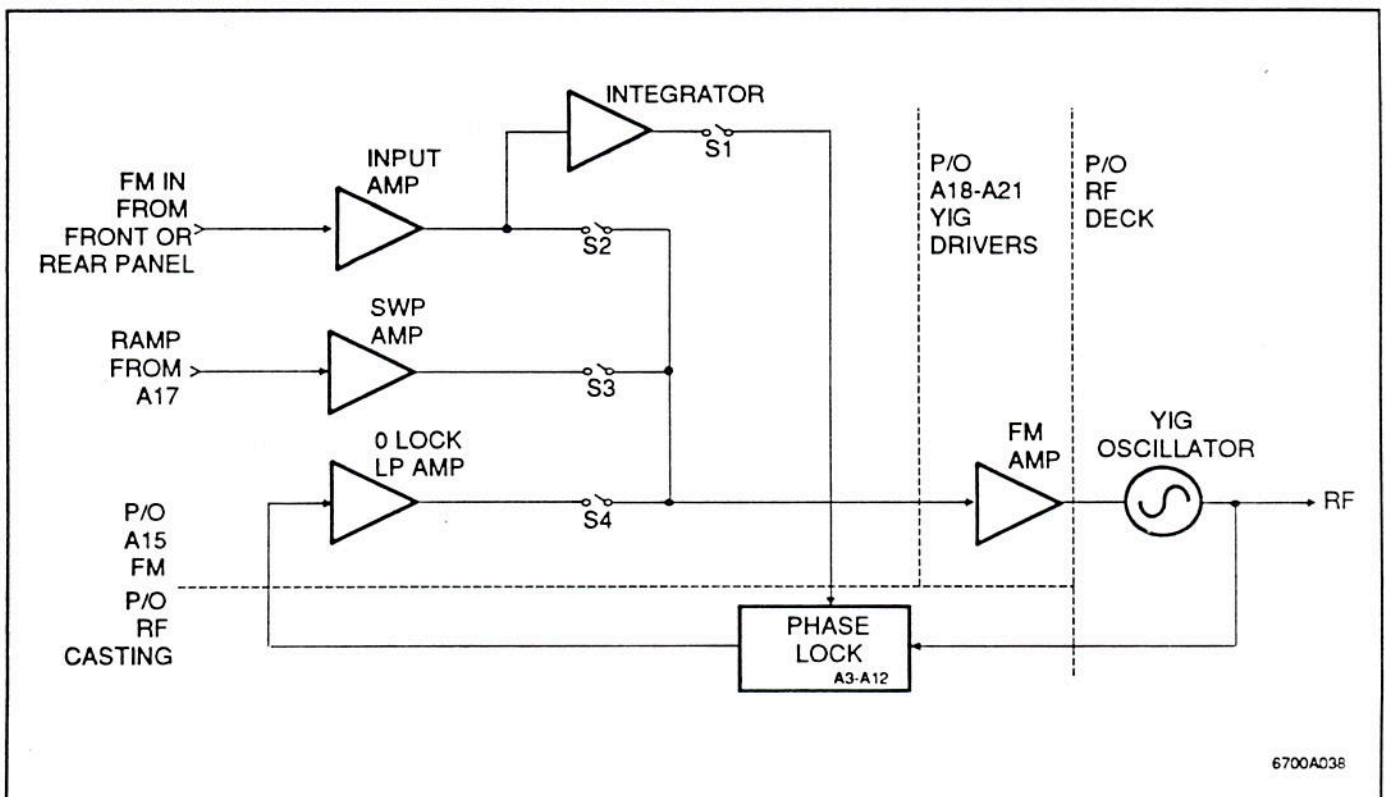 INTEGRATOR
S1
INPUT
AMP
FM IN
FROM
FRONT OR
REAR PANEL
S2
P/O
A18-A21
YIG
DRIVERS
P/O
RF
DECK
SWP
AMP
RAMP
FROM
A17
S3
0 LOCK
LP AMP
S4
FM
AMP
YIG
OSCILLATOR
RF
P/O
A15
FM
P/O
RF
CASTING
PHASE
LOCK
A3-A12
6700A038